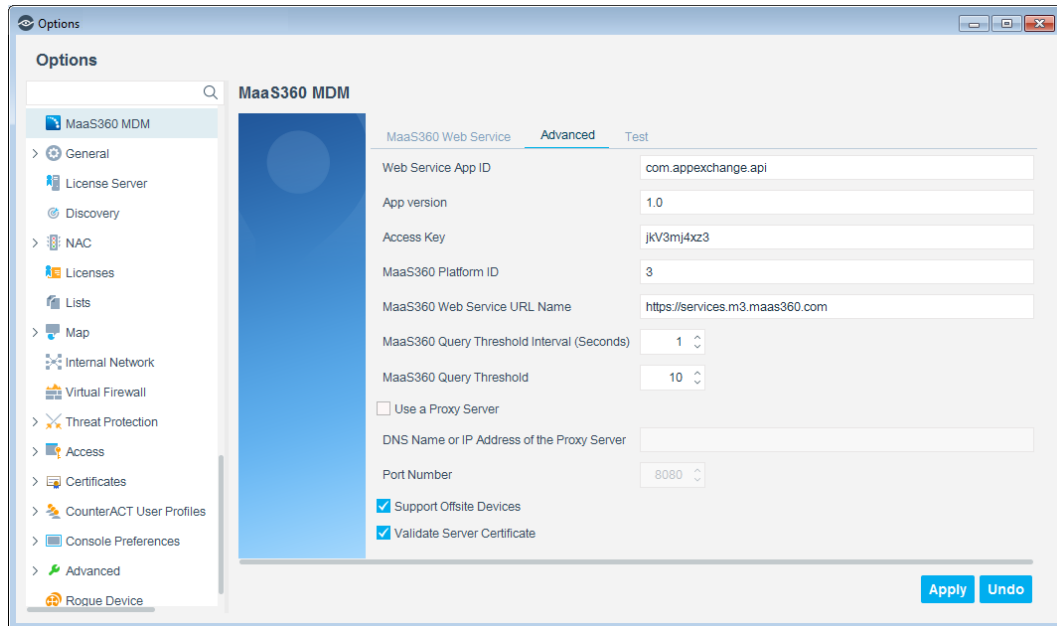 Options
Options
MaaS360 MDM
General
License Server
Discovery
NAC
Licenses
Lists
Map
Internal Network
Virtual Firewall
Threat Protection
Access
Certificates
CounterACT User Profiles
Console Preferences
Advanced
Rogue Device
MaaS360 MDM
MaaS360 Web Service Advanced Test
Web Service App ID com.appexchange.api
App version 1.0
Access Key jkV3mj4xz3
MaaS360 Platform ID 3
MaaS360 Web Service URL Name https://services.m3.maas360.com
MaaS360 Query Threshold Interval (Seconds) 1
MaaS360 Query Threshold 10
Use a Proxy Server
DNS Name or IP Address of the Proxy Server
Port Number 8080
Support Offsite Devices
Validate Server Certificate
Apply Undo